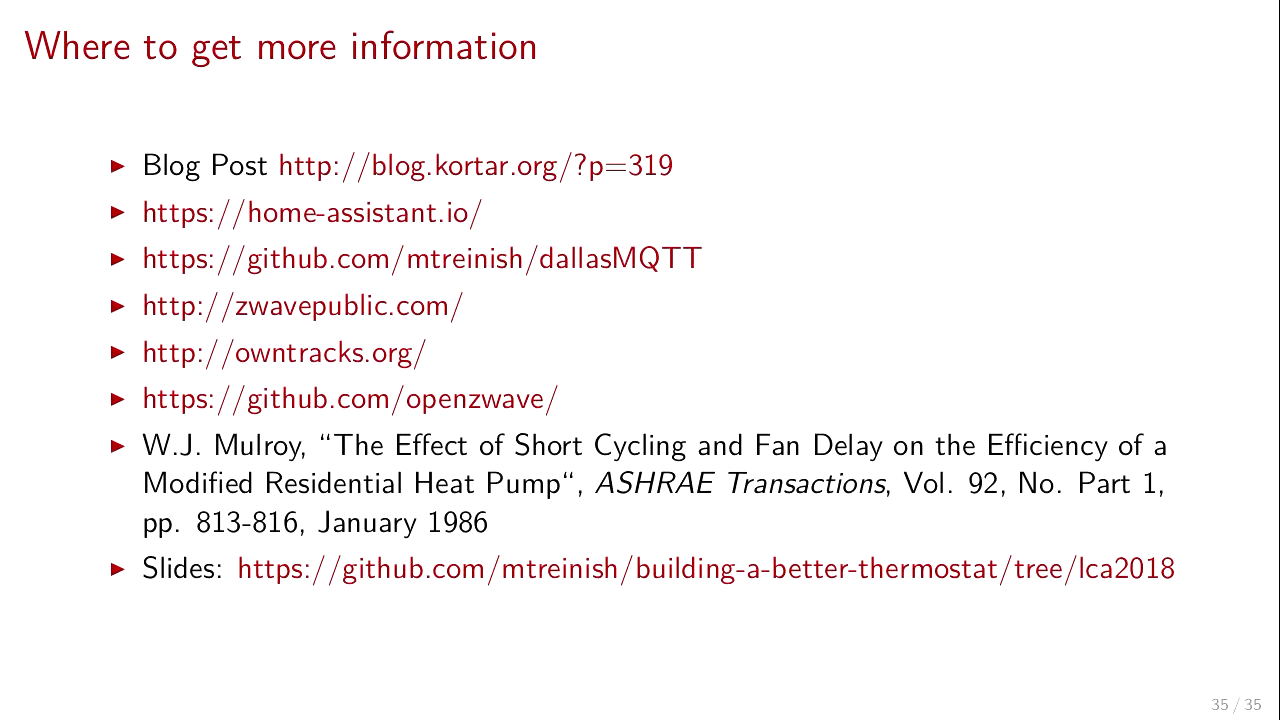 Where to get more information
Blog Post http://blog.kortar.org/?p=319
https://home-assistant.io/
https://github.com/mtreinish/dallasMQTT
http://zwavepublic.com/
http://owntracks.org/
https://github.com/openzwave/
W.J. Mulroy, “The Effect of Short Cycling and Fan Delay on the Efficiency of a
Modified Residential Heat Pump“, ASHRAE Transactions, Vol. 92, No. Part 1,
pp. 813-816, January 1986
Slides: https://github.com/mtreinish/building-a-better-thermostat/tree/lca2018
35 / 35